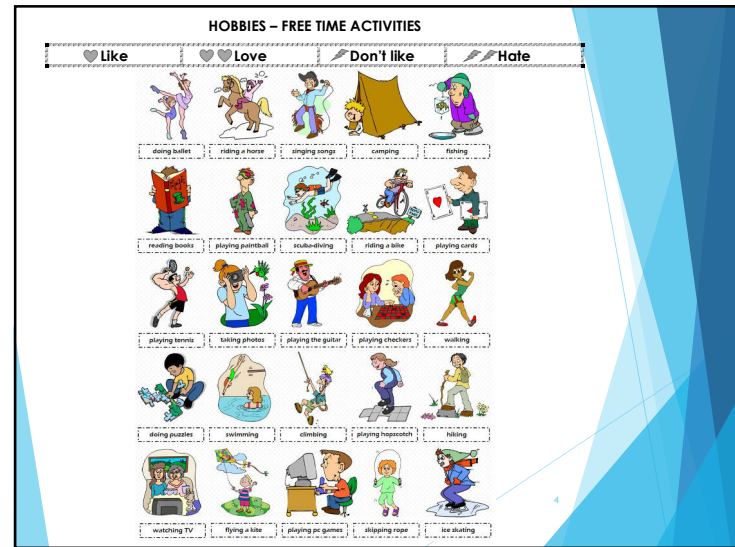 HOBBIES – FREE TIME ACTIVITIES
Like Love Don't like Hate
doing ballet riding a horse singing songs camping fishing
reading books playing paintball scuba-diving riding a bike playing cards
playing tennis taking photos playing the guitar playing checkers walking
doing puzzles swimming climbing playing hopscotch hiking
watching TV flying a kite playing pc games skipping rope ice skating
4